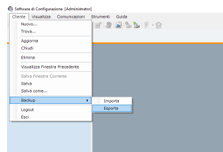 Software di Configurazione [Administrator]
Cliente Visualizza Comunicazioni Strumenti Guida
Nuovo...
Trova...
Aggiorna
Chiudi
Elimina
Visualizza Finestra Precedente
Salva Finestra Corrente
Salva
Salva come...
Backup
Importa
Esporta
Logout
Esci